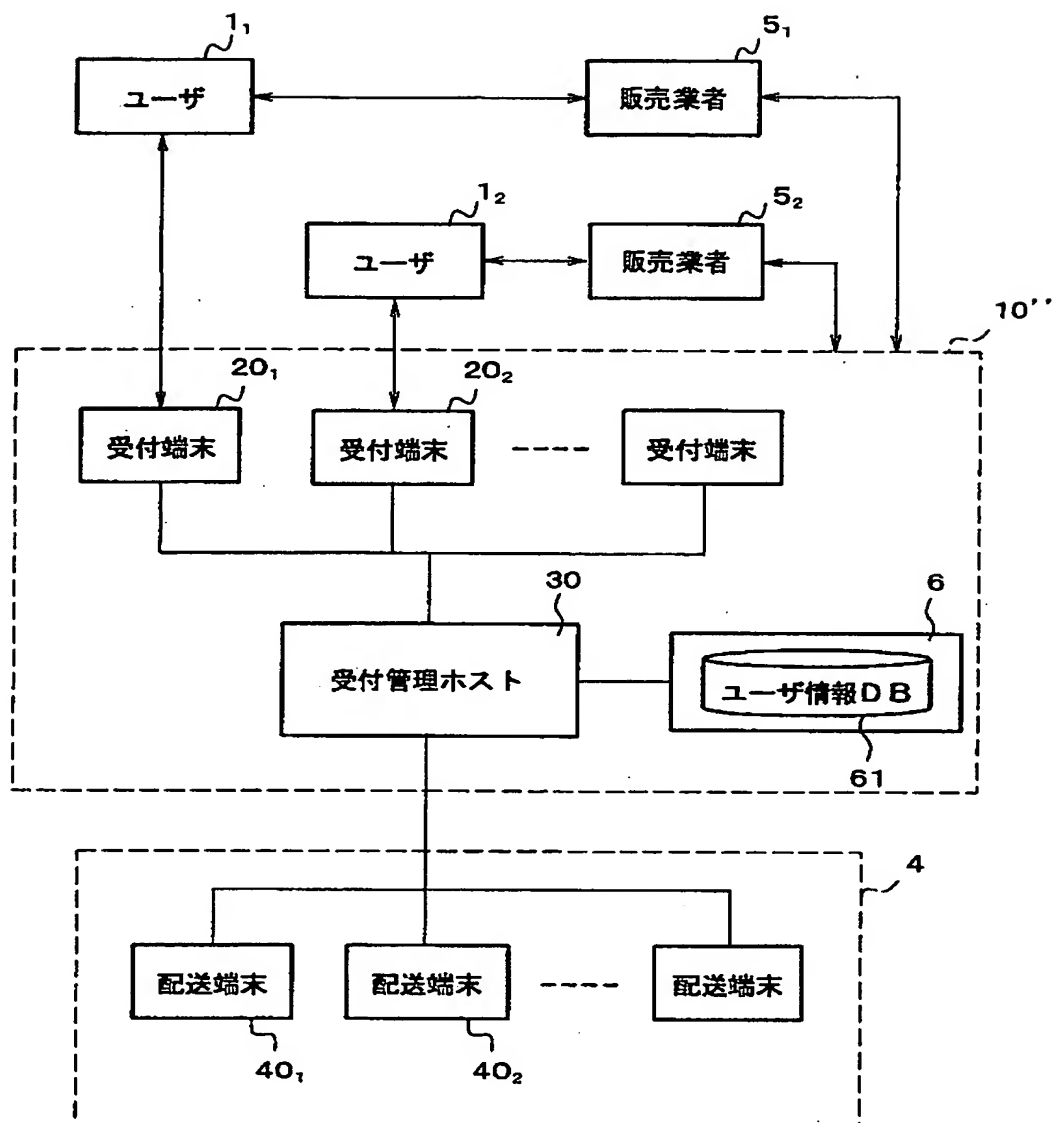 1₁
5₁
ユーザ
販売業者
1₂
5₂
ユーザ
販売業者
10''
20₁
20₂
受付端末
受付端末
受付端末
30
6
受付管理ホスト
ユーザ情報DB
61
4
配送端末
配送端末
配送端末
40₁
40₂